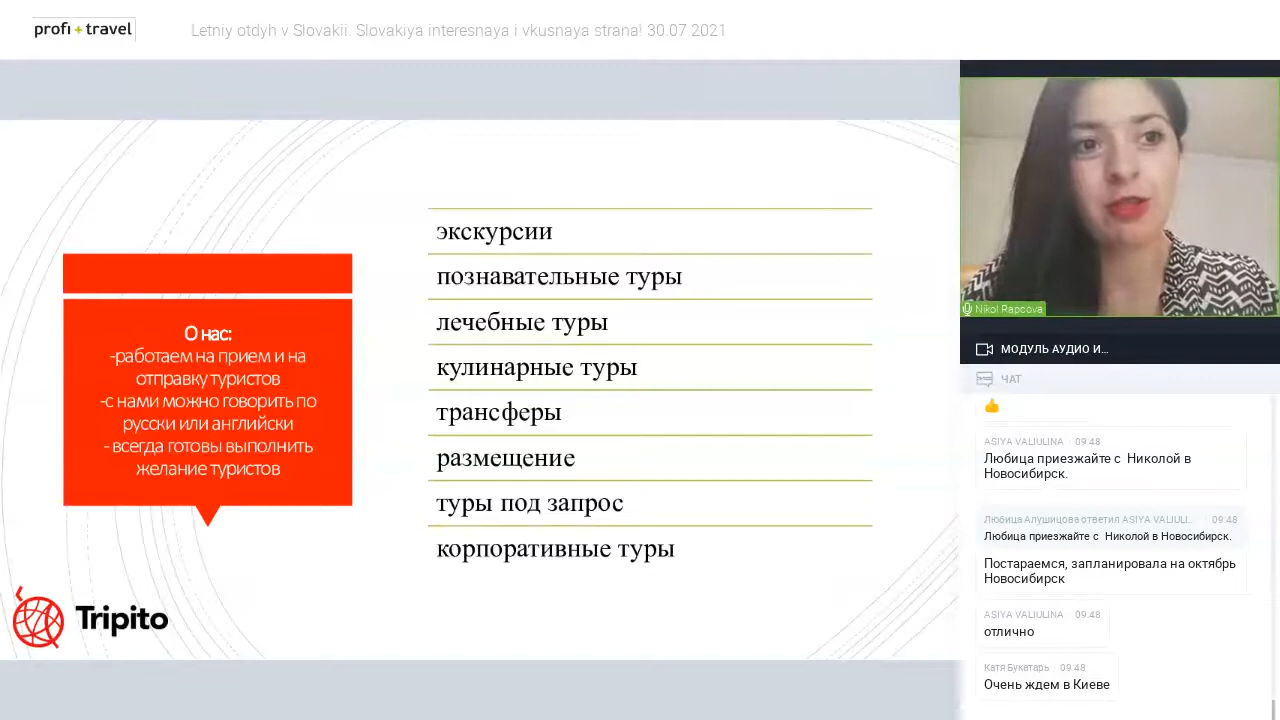 profi + travel
Letniy otdyh v Slovakii. Slovakiya interesnaya i vkusnaya strana! 30.07.2021
О нас:
-работаем на прием и на
отправку туристов
-с нами можно говорить по
русски или английски
- всегда готовы выполнить
желание туристов
Tripito
экскурсии
познавательные туры
лечебные туры
кулинарные туры
трансферы
размещение
туры под запрос
корпоративные туры
Nikol Rapcova
МОДУЛЬ АУДИО И...
ЧАТ
ASIYA VALIULINA · 09:48
Любица приезжайте с Николой в
Новосибирск.
Любица Алушицова ответил ASIYA VALIULI... · 09:48
Любица приезжайте с Николой в Новосибирск.
Постараемся, запланировала на октябрь
Новосибирск
ASIYA VALIULINA · 09:48
отлично
Катя Букатарь · 09:48
Очень ждем в Киеве